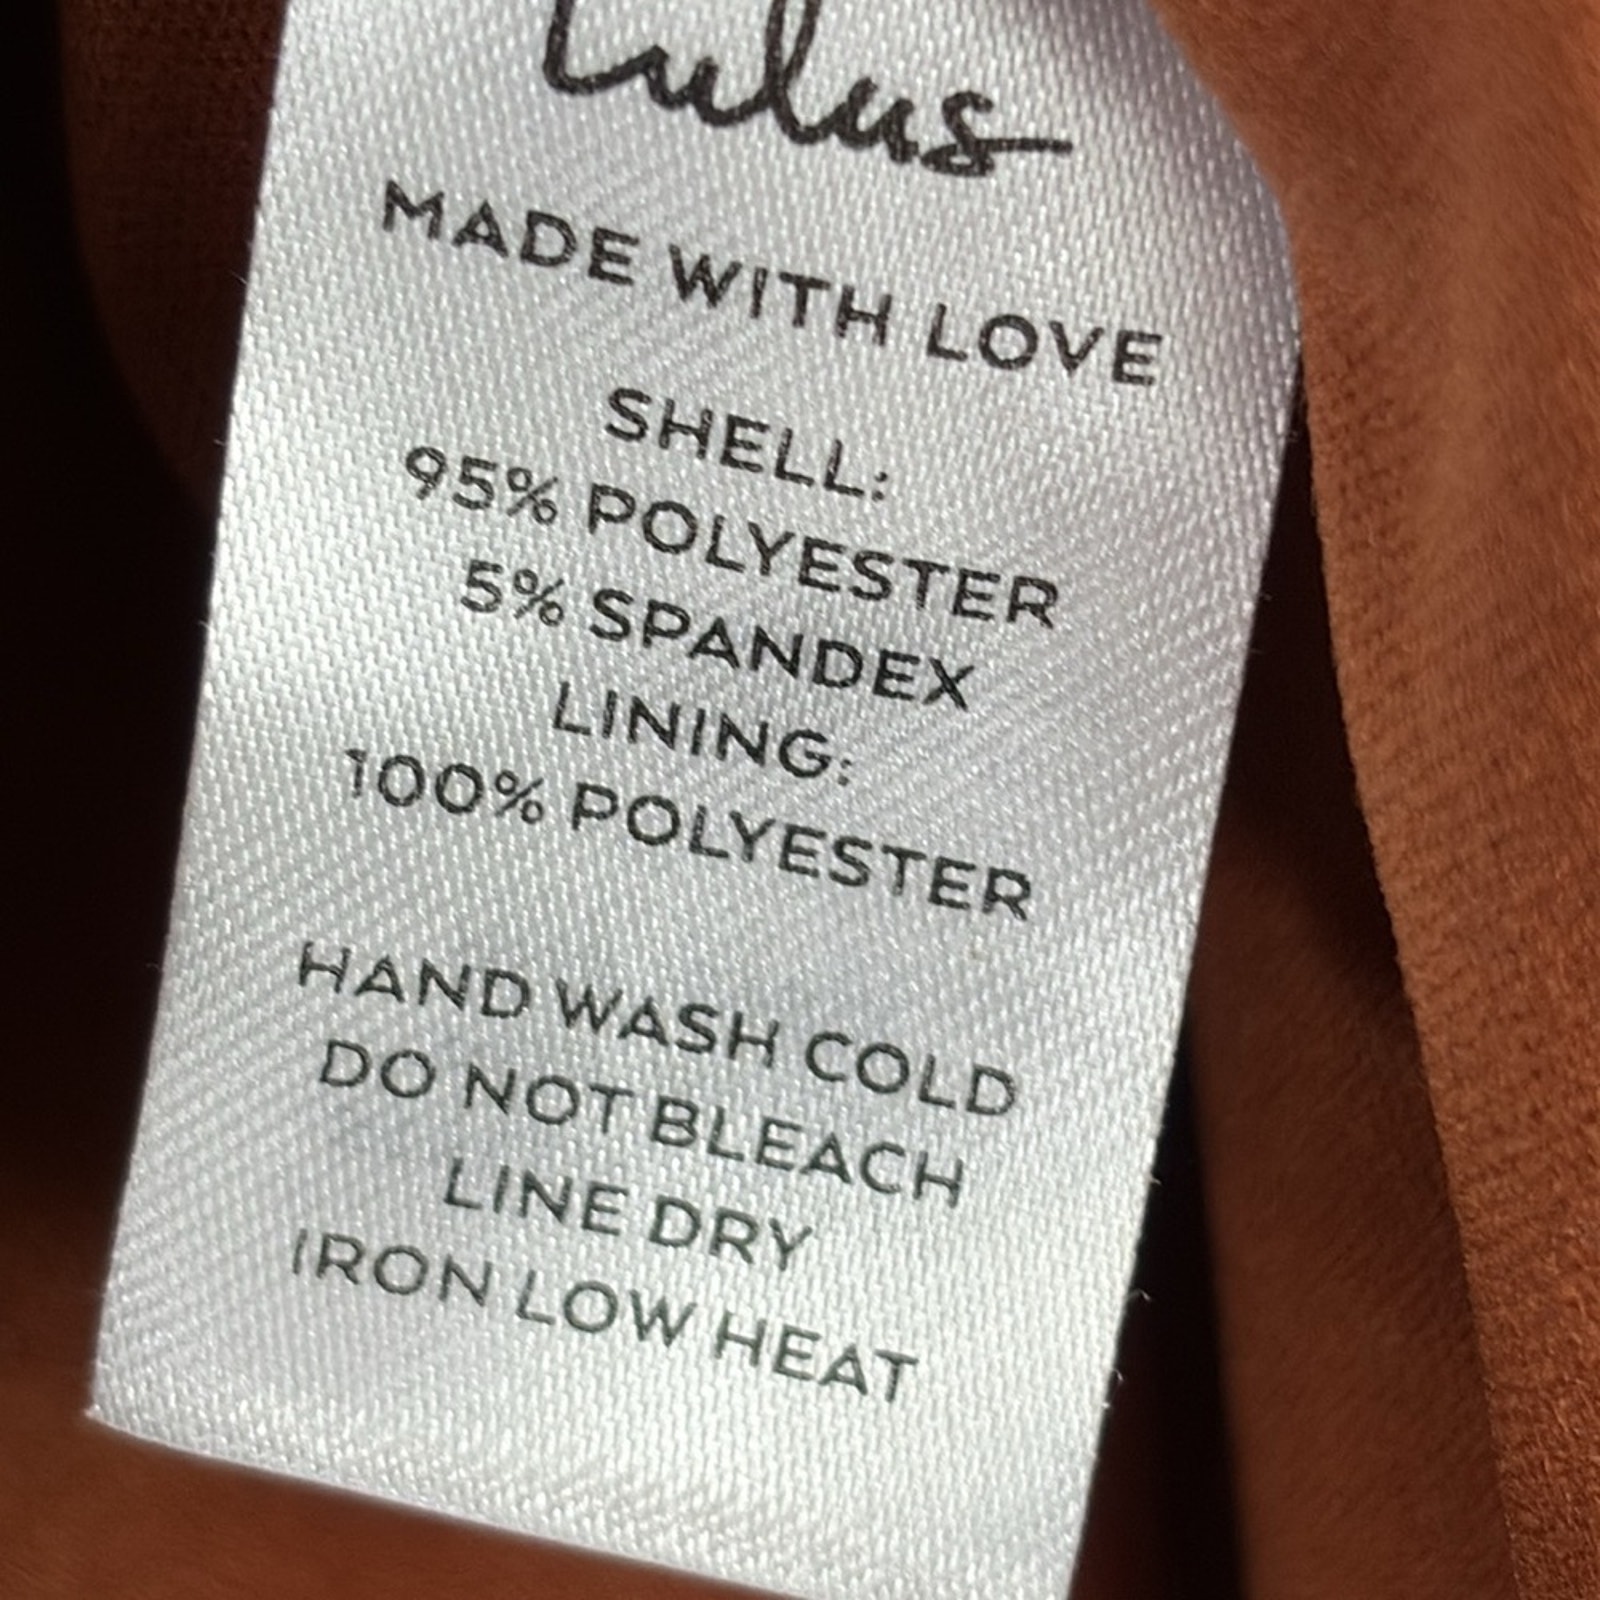 Lulus
MADE WITH LOVE
SHELL:
95% POLYESTER
5% SPANDEX
LINING:
100% POLYESTER
HAND WASH COLD
DO NOT BLEACH
LINE DRY
IRON LOW HEAT